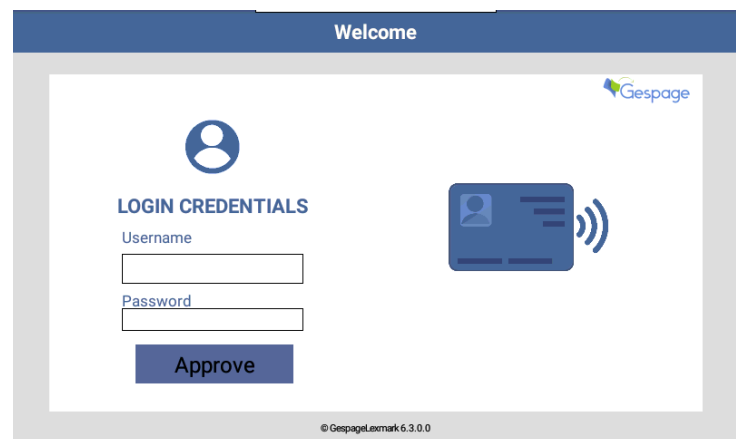 Welcome
Gespage
LOGIN CREDENTIALS
Username
Password
Approve
© GespageLexmark 6.3.0.0